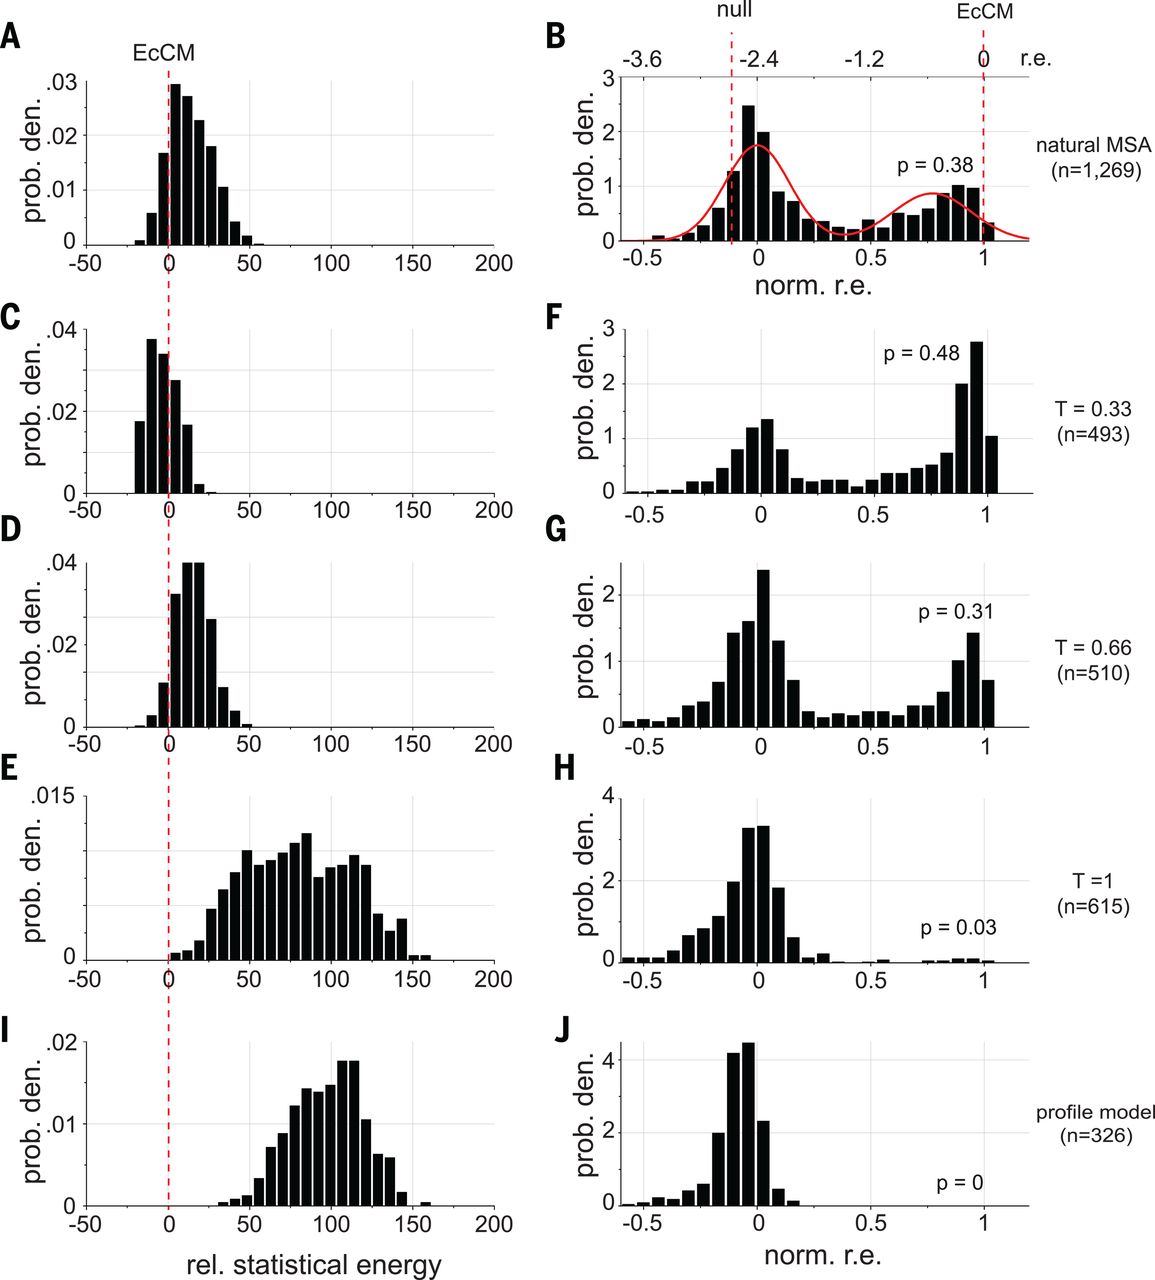 null
EcCM
A
B
EcCM
-3.6
-2.4
-1.2
0
r.e.
prob. den.
.03
.02
.01
0
-50
0
50
100
150
200
prob. den.
3
2
1
0
p = 0.38
natural MSA
(n=1,269)
-0.5
0
0.5
1
norm. r.e.
C
prob. den.
.04
.02
0
-50
0
50
100
150
200
F
prob. den.
3
2
1
0
p = 0.48
T = 0.33
(n=493)
-0.5
0
0.5
1
D
prob. den.
.04
.02
0
-50
0
50
100
150
200
G
prob. den.
2
1
0
p = 0.31
T = 0.66
(n=510)
-0.5
0
0.5
1
E
prob. den.
.015
0
-50
0
50
100
150
200
H
prob. den.
4
2
0
p = 0.03
T =1
(n=615)
-0.5
0
0.5
1
I
prob. den.
.02
.01
0
-50
0
50
100
150
200
rel. statistical energy
J
prob. den.
4
2
0
p = 0
profile model
(n=326)
-0.5
0
0.5
1
norm. r.e.